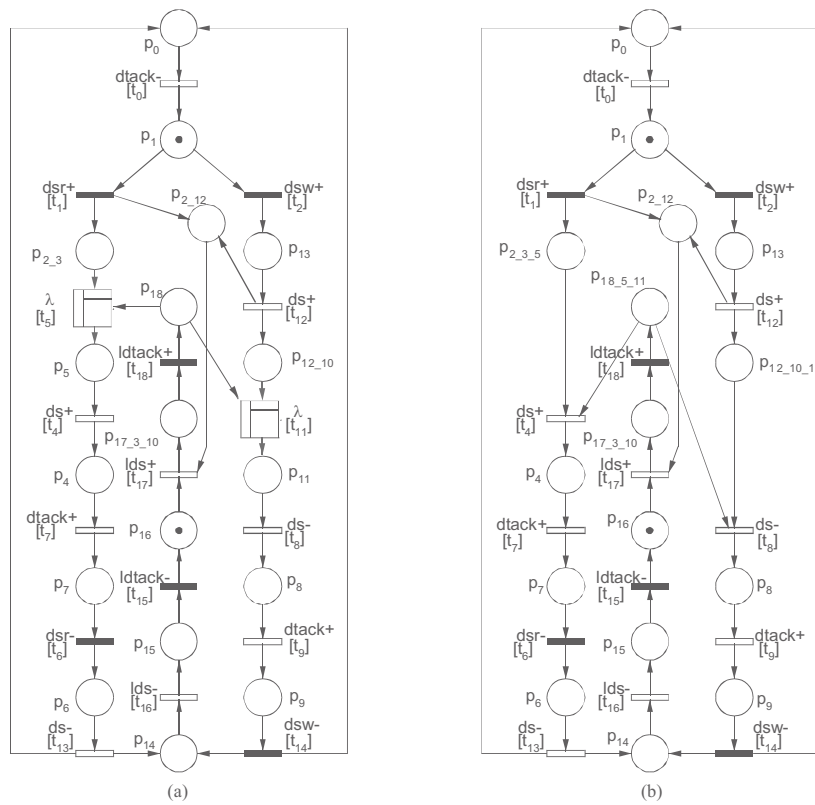 p0
dtack-
[t0]
p1
dsr+
[t1]
p2_12
dsw+
[t2]
p2_3
p13
λ
[t5]
p18
ds+
[t12]
p5
ldtack+
[t18]
p12_10
ds+
[t4]
p17_3_10
λ
[t11]
p4
lds+
[t17]
p11
dtack+
[t7]
p16
ds-
[t8]
p7
ldtack-
[t15]
p8
dsr-
[t6]
p15
dtack+
[t9]
p6
lds-
[t16]
p9
ds-
[t13]
p14
dsw-
[t14]
(a)
p0
dtack-
[t0]
p1
dsr+
[t1]
p2_12
dsw+
[t2]
p2_3_5
p13
p18_5_11
ds+
[t12]
ldtack+
[t18]
p12_10_1
ds+
[t4]
p17_3_10
p4
lds+
[t17]
dtack+
[t7]
p16
ds-
[t8]
p7
ldtack-
[t15]
p8
dsr-
[t6]
p15
dtack+
[t9]
p6
lds-
[t16]
p9
ds-
[t13]
p14
dsw-
[t14]
(b)